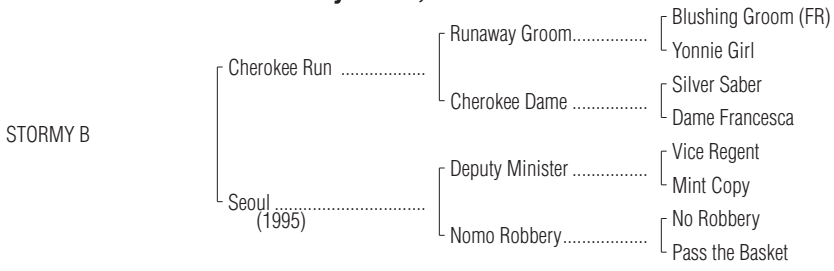 Blushing Groom (FR)
Runaway Groom................
Yonnie Girl
Cherokee Run ..................
Silver Saber
Cherokee Dame ................
Dame Francesca
STORMY B
Vice Regent
Deputy Minister ................
Mint Copy
Seoul ................................
(1995)
No Robbery
Nomo Robbery..................
Pass the Basket